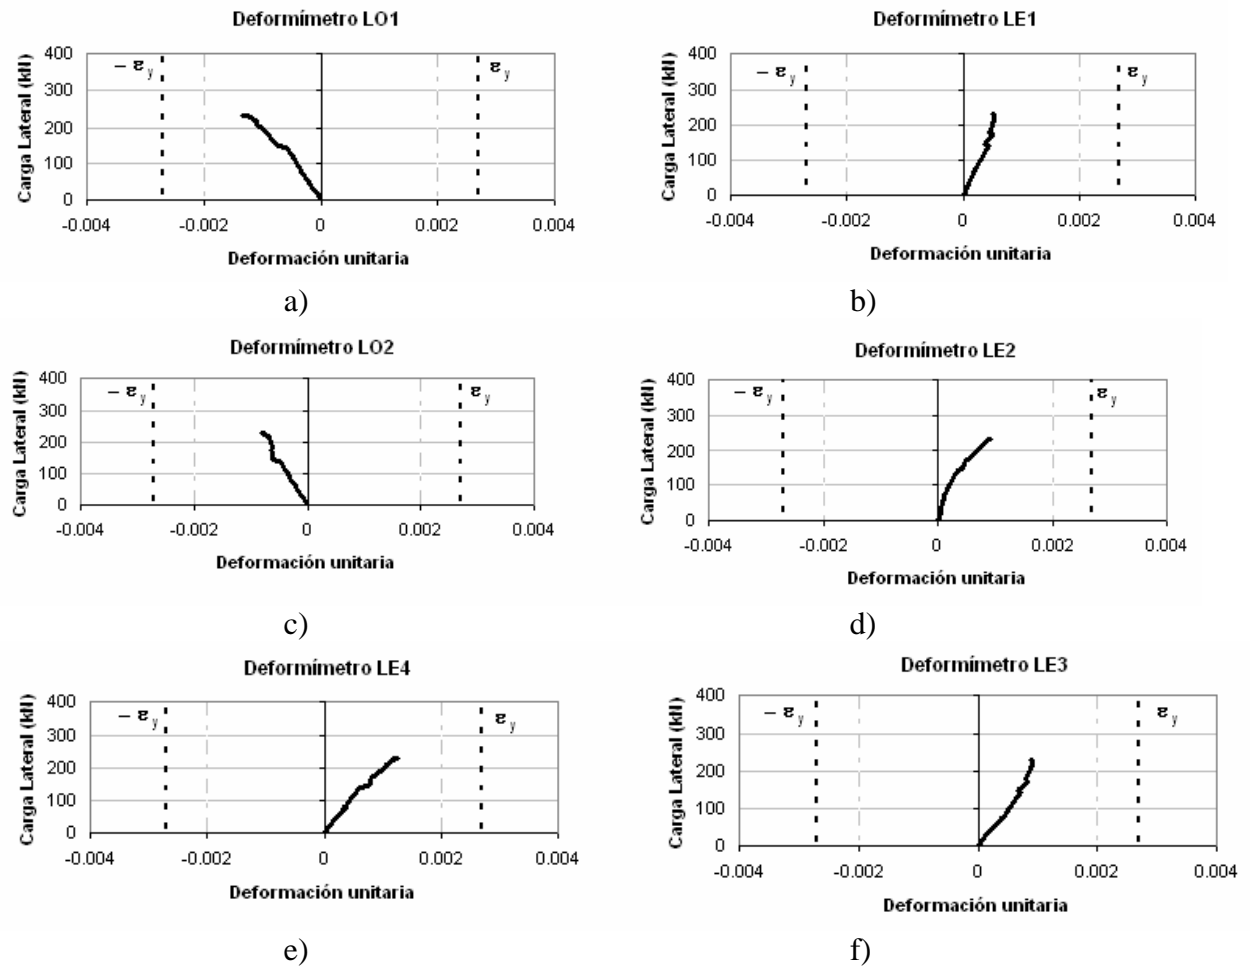 Deformímetro LO1
Carga Lateral (kN)
400
300
200
100
0
– ε y
ε y
-0.004
-0.002
0
0.002
0.004
Deformación unitaria
a)
Deformímetro LE1
Carga Lateral (kN)
400
300
200
100
0
– ε y
ε y
-0.004
-0.002
0
0.002
0.004
Deformación unitaria
b)
Deformímetro LO2
Carga Lateral (kN)
400
300
200
100
0
– ε y
ε y
-0.004
-0.002
0
0.002
0.004
Deformación unitaria
c)
Deformímetro LE2
Carga Lateral (kN)
400
300
200
100
0
– ε y
ε y
-0.004
-0.002
0
0.002
0.004
Deformación unitaria
d)
Deformímetro LE4
Carga Lateral (kN)
400
300
200
100
0
– ε y
ε y
-0.004
-0.002
0
0.002
0.004
Deformación unitaria
e)
Deformímetro LE3
Carga Lateral (kN)
400
300
200
100
0
– ε y
ε y
-0.004
-0.002
0
0.002
0.004
Deformación unitaria
f)